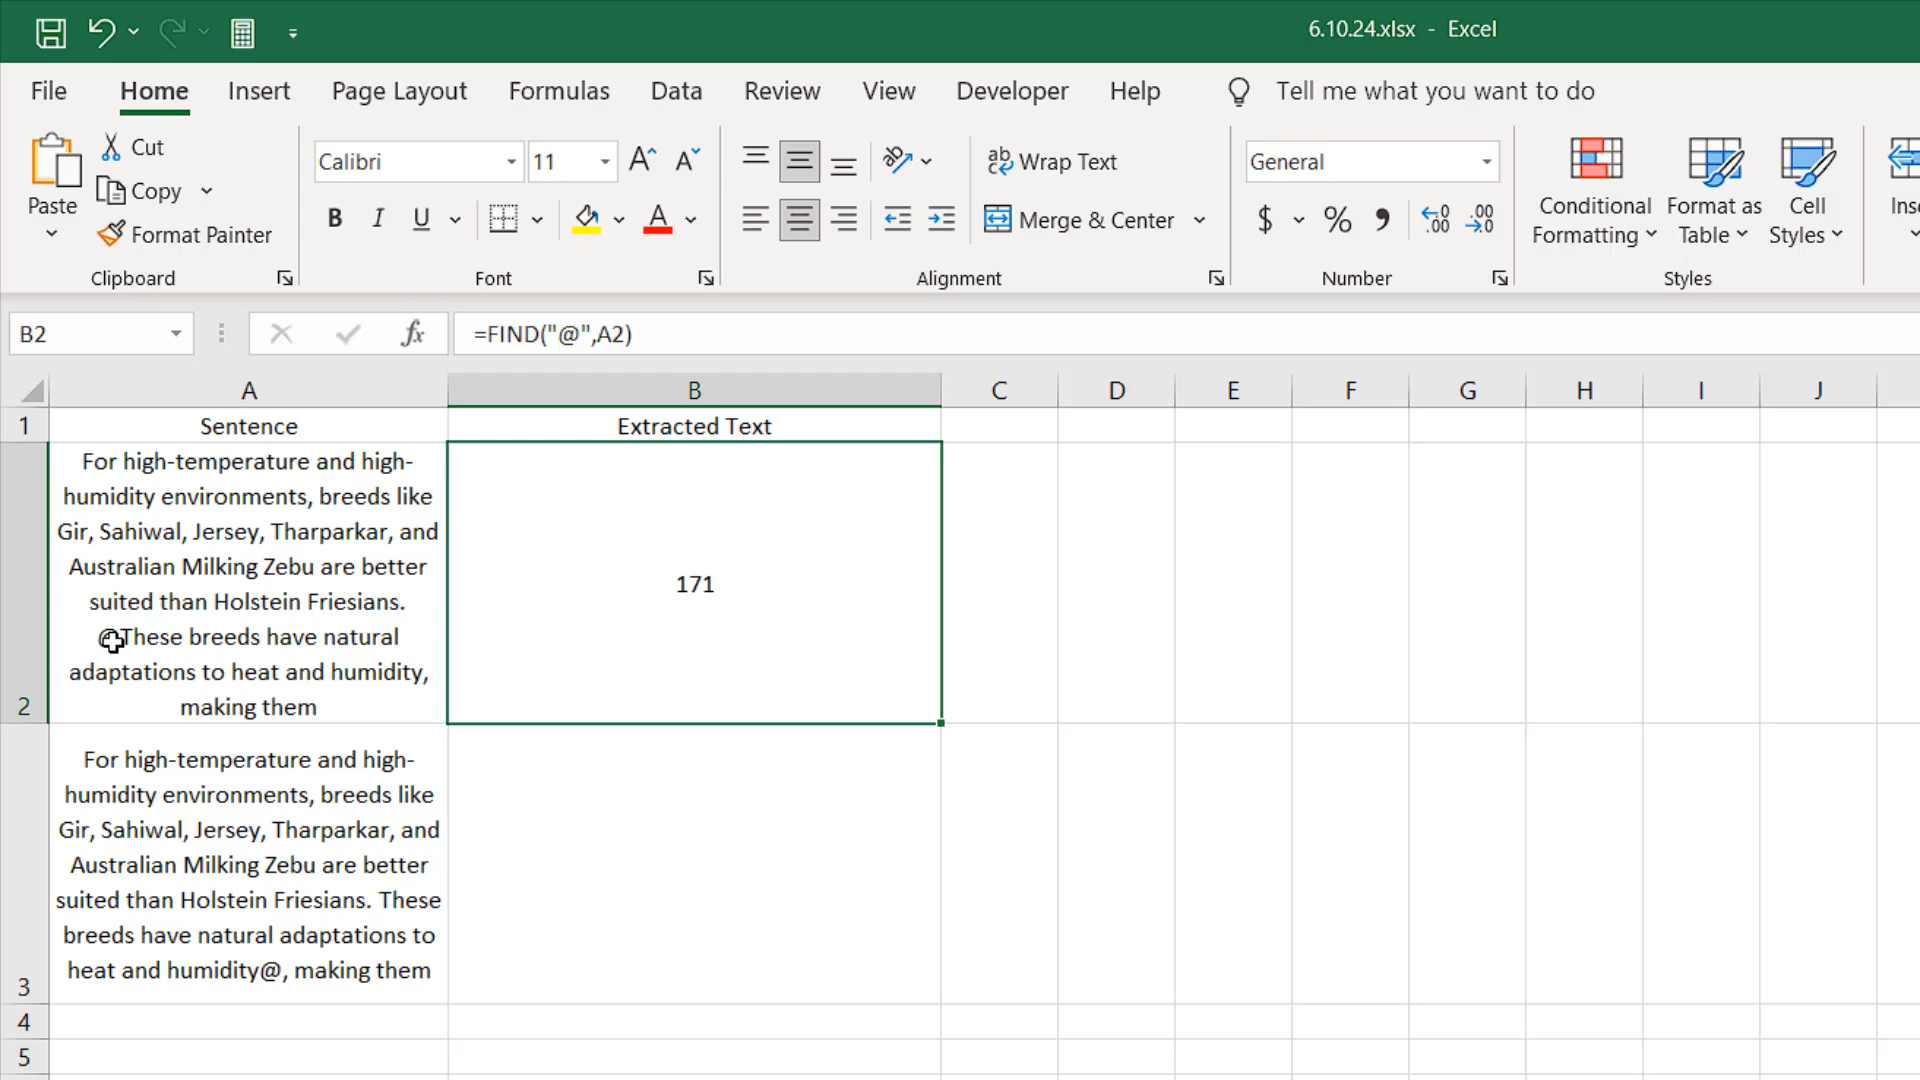 6.10.24.xlsx - Excel
File Home Insert Page Layout Formulas Data Review View Developer Help Tell me what you want to do
Paste
Cut
Copy
Format Painter
Clipboard
Calibri 11
B I U A
Font
ab Wrap Text
Merge & Center
Alignment
General
$ % 9 .00 .00
Number
Conditional Formatting
Format as Table
Cell Styles
Styles
B2 fx =FIND("@",A2)
A B C D E F G H I J
1 Sentence Extracted Text
For high-temperature and high-
humidity environments, breeds like
Gir, Sahiwal, Jersey, Tharparkar, and
Australian Milking Zebu are better
suited than Holstein Friesians.
@These breeds have natural
adaptations to heat and humidity,
making them
2
171
For high-temperature and high-
humidity environments, breeds like
Gir, Sahiwal, Jersey, Tharparkar, and
Australian Milking Zebu are better
suited than Holstein Friesians. These
breeds have natural adaptations to
heat and humidity@, making them
3
4
5